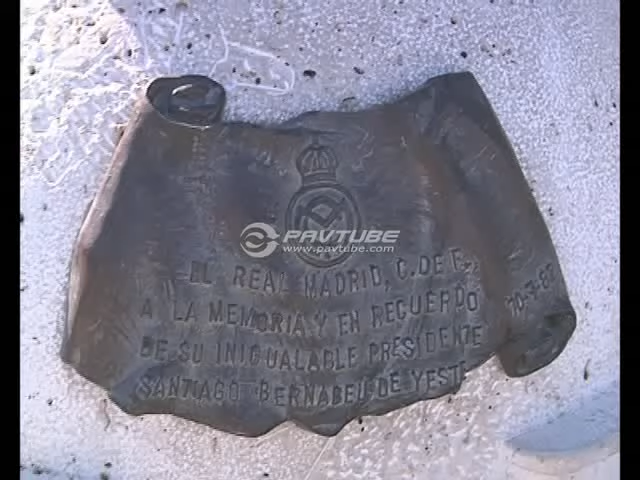 PAVTUBE
www.pavtube.com
EL REAL MADRID, C. DE F.
A LA MEMORIA Y EN RECUERDO
DE SU INIGUALABLE PRESIDENTE
SANTIAGO BERNABEU DE YESTE